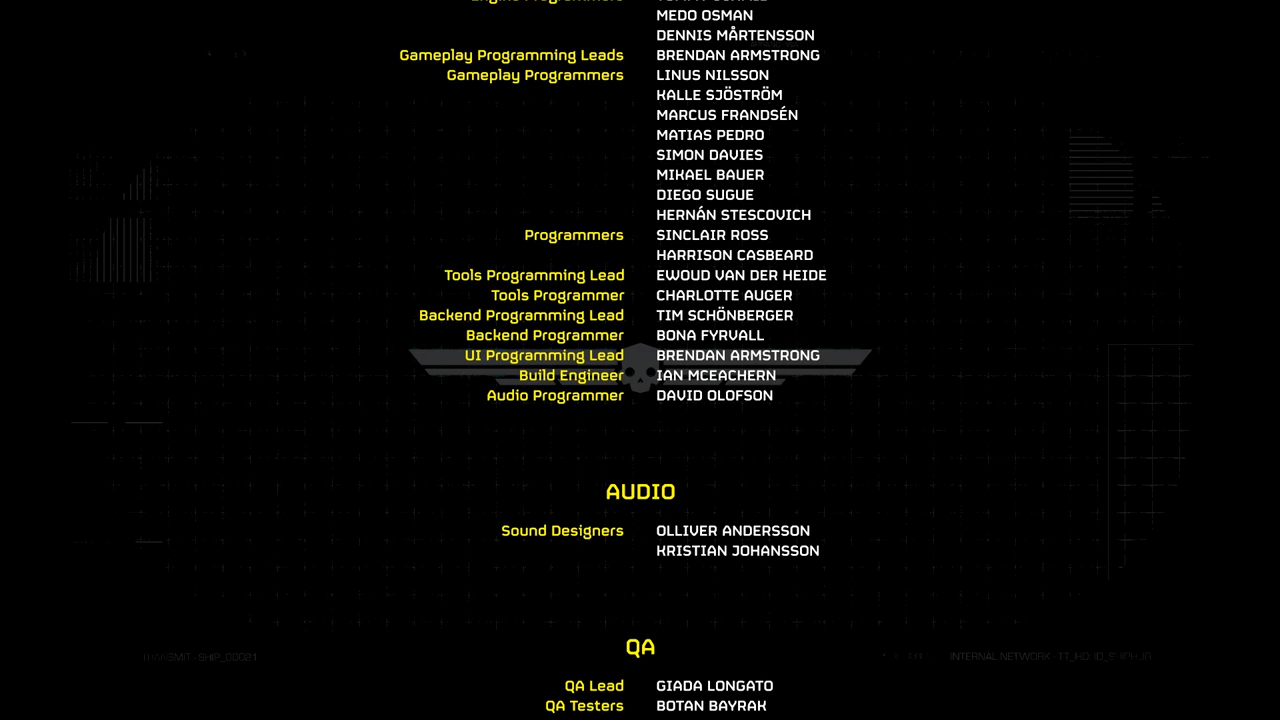 MEDO OSMAN
DENNIS MÅRTENSSON
Gameplay Programming Leads BRENDAN ARMSTRONG
Gameplay Programmers LINUS NILSSON
KALLE SJÖSTRÖM
MARCUS FRANDSÉN
MATIAS PEDRO
SIMON DAVIES
MIKAEL BAUER
DIEGO SUGUE
HERNÁN STESCOVICH
Programmers SINCLAIR ROSS
HARRISON CASBEARD
Tools Programming Lead EWOUD VAN DER HEIDE
Tools Programmer CHARLOTTE AUGER
Backend Programming Lead TIM SCHÖNBERGER
Backend Programmer BONA FYRVALL
UI Programming Lead BRENDAN ARMSTRONG
Build Engineer IAN MCEACHERN
Audio Programmer DAVID OLOFSON
AUDIO
Sound Designers OLLIVER ANDERSSON
KRISTIAN JOHANSSON
QA
INTERNAL NETWORK
QA Lead GIADA LONGATO
QA Testers BOTAN BAYRAK